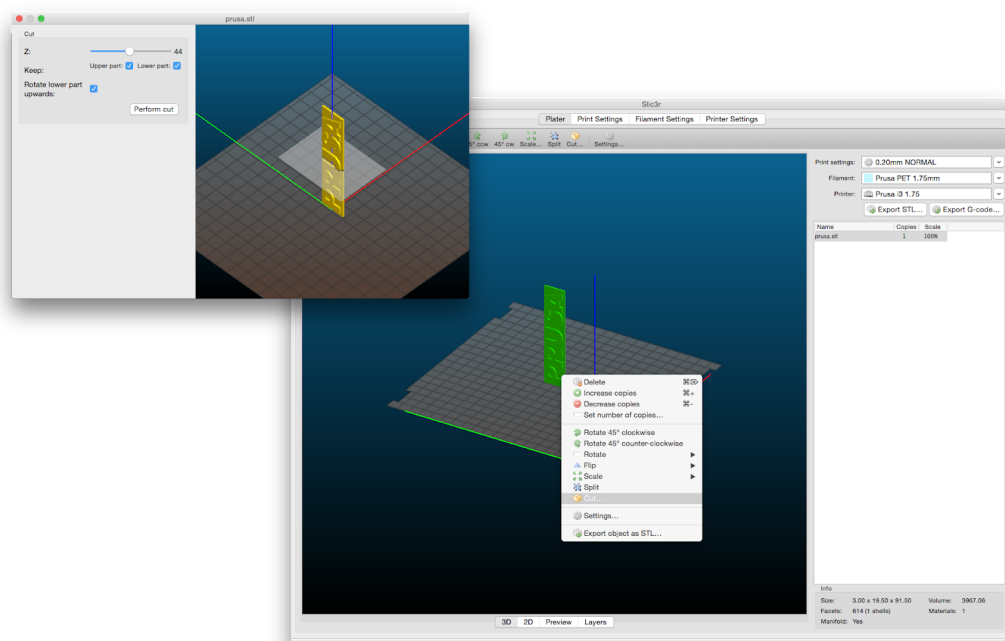 prusa.stl
Cut
Z: 44
Keep: Upper part: Lower part:
Rotate lower part
upwards:
Perform cut
Slic3r
Plater Print Settings Filament Settings Printer Settings
5° ccw 45° cw Scale... Split Cut... Settings...
Print settings: 0.20mm NORMAL
Filament: Prusa PET 1.75mm
Printer: Prusa i3 1.75
Export STL... Export G-code...
Name Copies Scale
prusa.stl 1 100%
Delete ⌘⌦
Increase copies ⌘+
Decrease copies ⌘-
Set number of copies...
Rotate 45° clockwise
Rotate 45° counter-clockwise
Rotate
Flip
Scale
Split
Cut...
Settings...
Export object as STL...
Info
Size: 3.00 x 19.50 x 91.50 Volume: 3967.06
Facets: 614 (1 shells) Materials: 1
Manifold: Yes
3D 2D Preview Layers